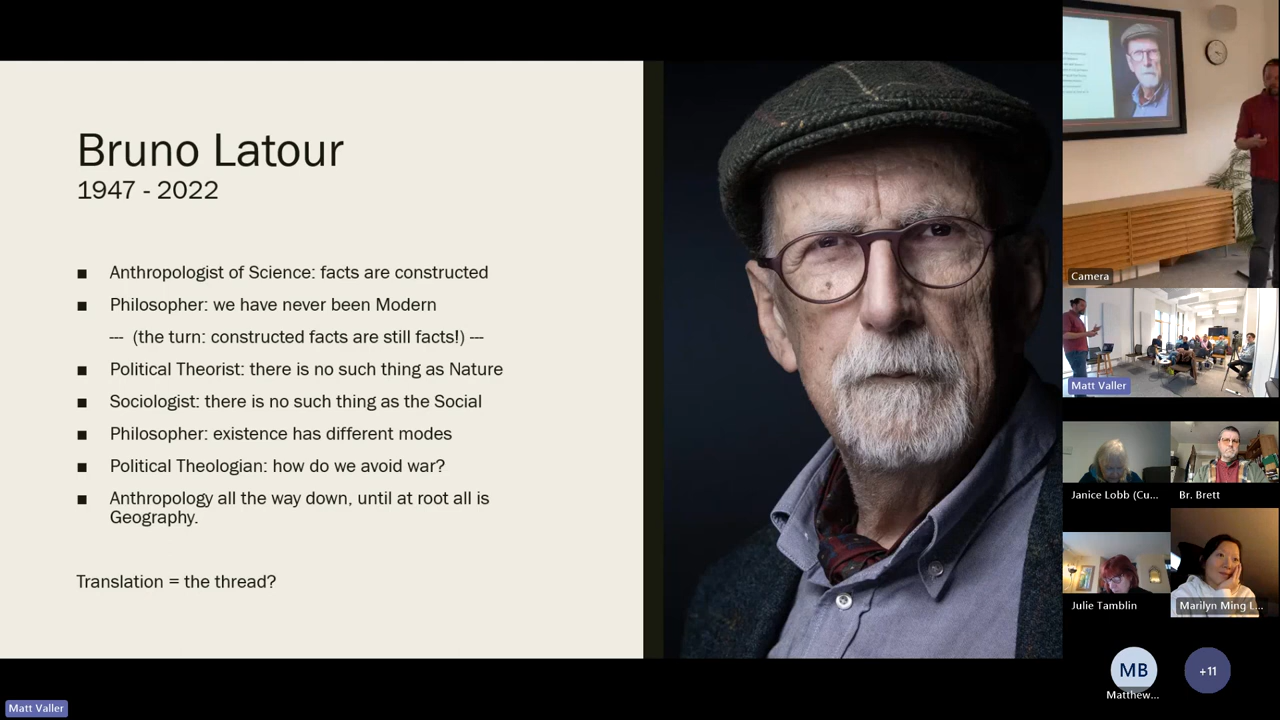 Bruno Latour
1947 - 2022
■ Anthropologist of Science: facts are constructed
■ Philosopher: we have never been Modern
--- (the turn: constructed facts are still facts!) ---
■ Political Theorist: there is no such thing as Nature
■ Sociologist: there is no such thing as the Social
■ Philosopher: existence has different modes
■ Political Theologian: how do we avoid war?
■ Anthropology all the way down, until at root all is
Geography.
Translation = the thread?
Matt Valler
Camera
Matt Valler
Janice Lobb (Cu...
Br. Brett
Julie Tamblin
Marilyn Ming L...
MB
Matthew...
+11